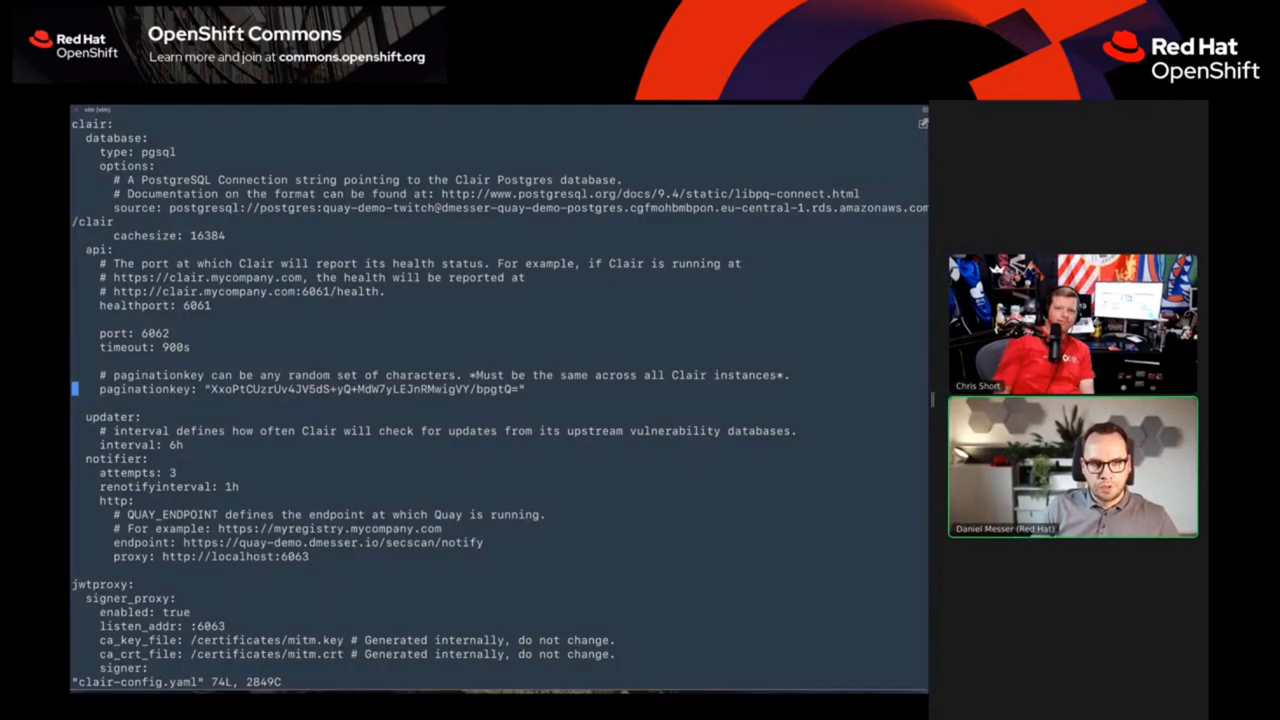 Red Hat
OpenShift
OpenShift Commons
Learn more and join at commons.openshift.org
Red Hat
OpenShift
vim (vim)
clair:
database:
type: pgsql
options:
# A PostgreSQL Connection string pointing to the Clair Postgres database.
# Documentation on the format can be found at: http://www.postgresql.org/docs/9.4/static/libpq-connect.html
source: postgresql://postgres:quay-demo-twitch@dmesser-quay-demo-postgres.cgfmohbmbpon.eu-central-1.rds.amazonaws.com
/clair
cachesize: 16384
api:
# The port at which Clair will report its health status. For example, if Clair is running at
# https://clair.mycompany.com, the health will be reported at
# http://clair.mycompany.com:6061/health.
healthport: 6061
port: 6062
timeout: 900s
# paginationkey can be any random set of characters. *Must be the same across all Clair instances*.
paginationkey: "XxoPtCUzrUv4JV5dS+yQ+MdW7yLEJnRMwigVY/bpgtQ="
updater:
# interval defines how often Clair will check for updates from its upstream vulnerability databases.
interval: 6h
notifier:
attempts: 3
renotifyinterval: 1h
http:
# QUAY_ENDPOINT defines the endpoint at which Quay is running.
# For example: https://myregistry.mycompany.com
endpoint: https://quay-demo.dmesser.io/secscan/notify
proxy: http://localhost:6063
jwtproxy:
signer_proxy:
enabled: true
listen_addr: :6063
ca_key_file: /certificates/mitm.key # Generated internally, do not change.
ca_crt_file: /certificates/mitm.crt # Generated internally, do not change.
signer:
"clair-config.yaml" 74L, 2849C
Chris Short
Daniel Messer (Red Hat)